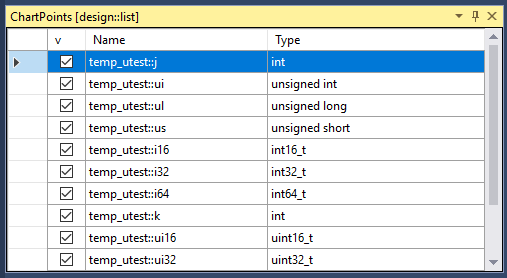 ChartPoints [design::list]
v Name Type
temp_utest::j int
temp_utest::ui unsigned int
temp_utest::ul unsigned long
temp_utest::us unsigned short
temp_utest::i16 int16_t
temp_utest::i32 int32_t
temp_utest::i64 int64_t
temp_utest::k int
temp_utest::ui16 uint16_t
temp_utest::ui32 uint32_t